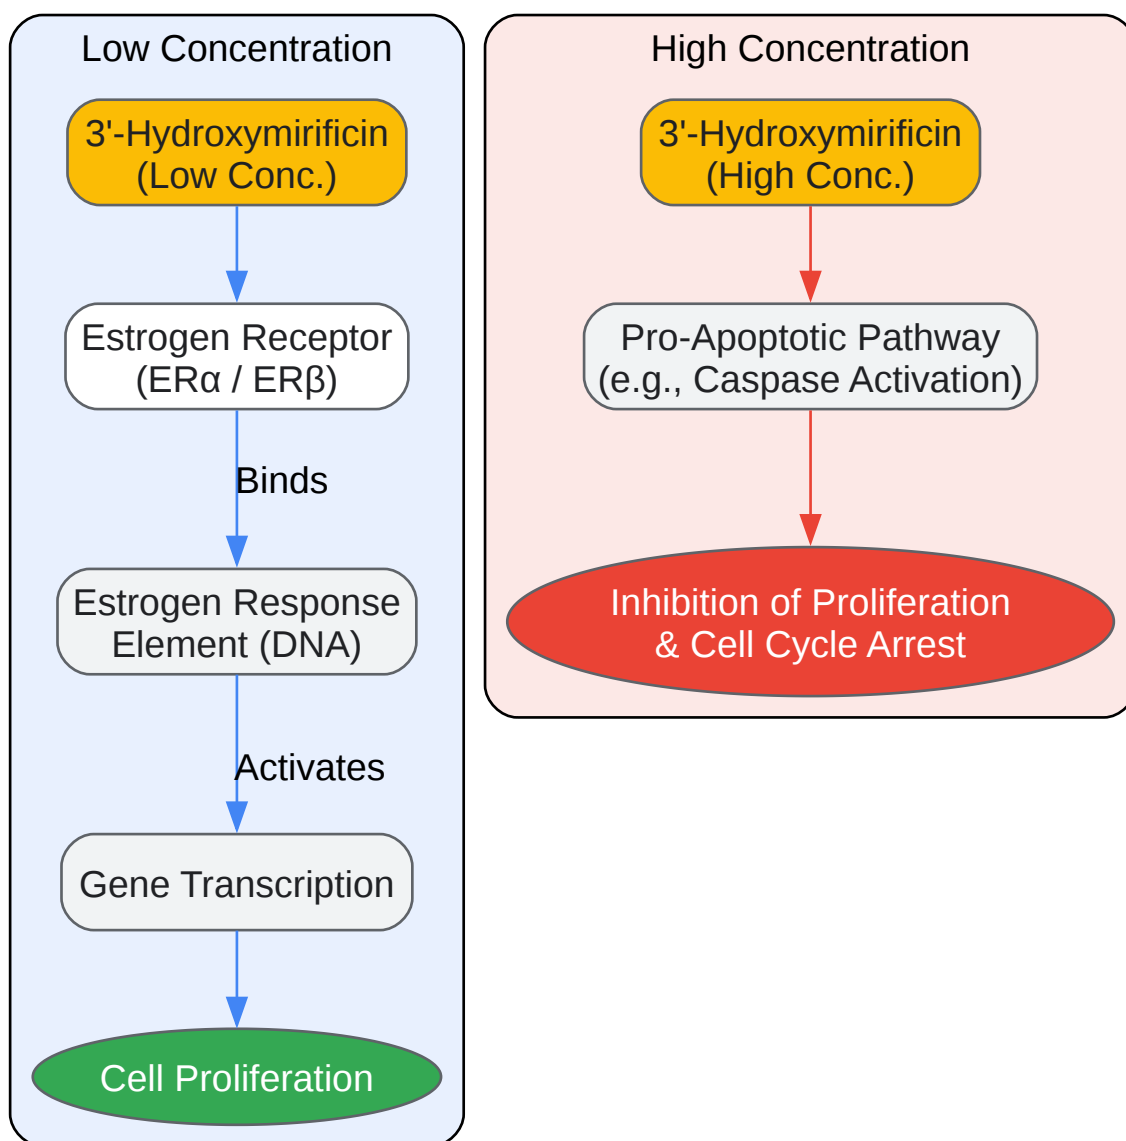 Low Concentration
3'-Hydroxymirificin
(Low Conc.)
Estrogen Receptor
(ERα / ERβ)
Binds
Estrogen Response
Element (DNA)
Activates
Gene Transcription
Cell Proliferation
High Concentration
3'-Hydroxymirificin
(High Conc.)
Pro-Apoptotic Pathway
(e.g., Caspase Activation)
Inhibition of Proliferation
& Cell Cycle Arrest